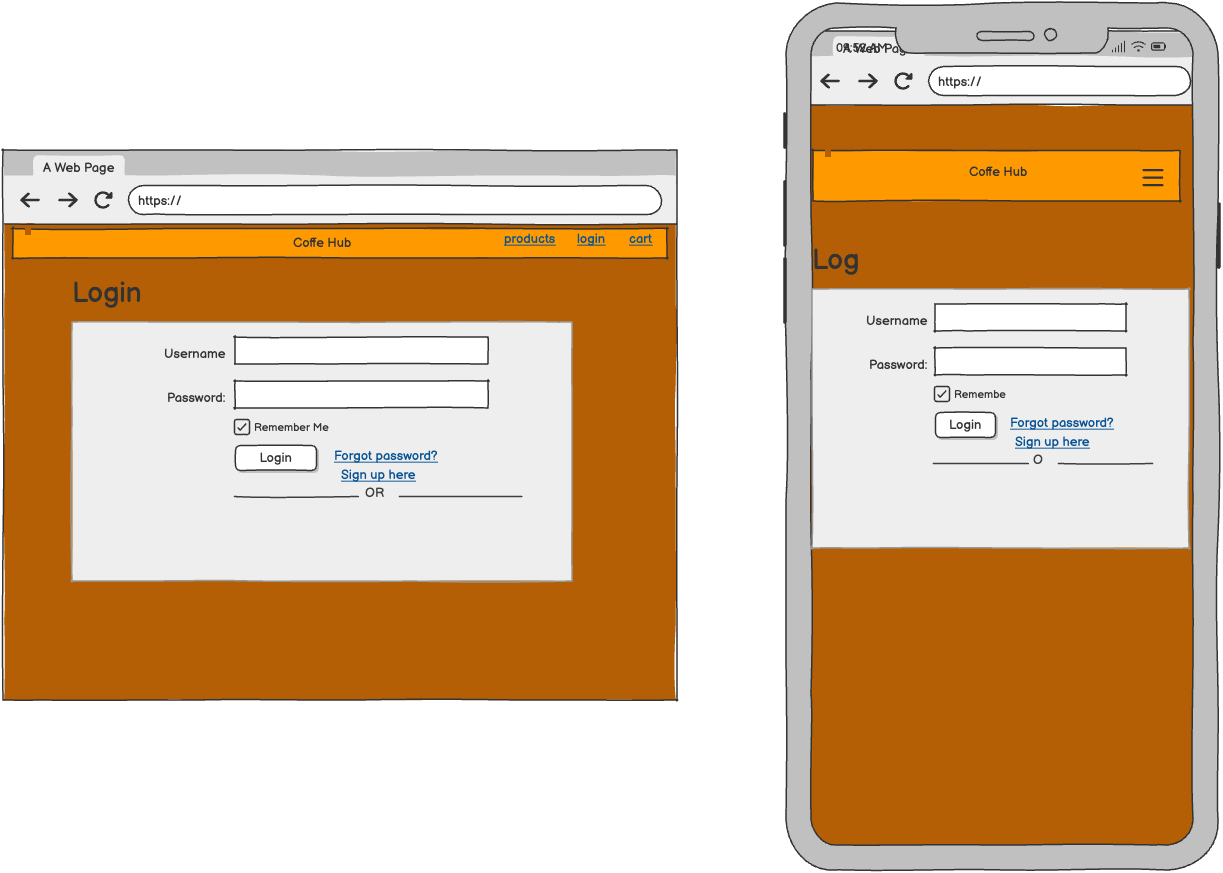 A Web Page
https://
Coffe Hub
products
login
cart
Login
Username
Password:
Remember Me
Login
Forgot password?
Sign up here
OR
https://
Coffe Hub
Log
Username
Password:
Remembe
Login
Forgot password?
Sign up here
O